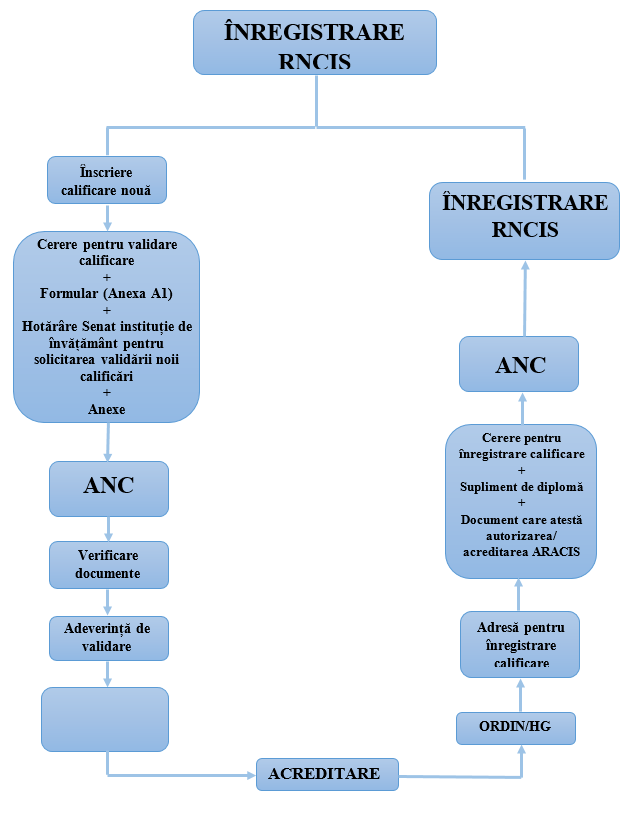 ÎNREGISTRARE
RNCIS
Înscriere
calificare nouă
Cerere pentru validare
calificare
+
Formular (Anexa A1)
+
Hotărâre Senat instituție de
învățământ pentru
solicitarea validării noii
calificări
+
Anexe
ANC
Verificare
documente
Adeverință de
validare
ACREDITARE
ORDIN/HG
Adresă pentru
înregistrare
calificare
Cerere pentru
înregistrare calificare
+
Supliment de diplomă
+
Document care atestă
autorizarea/
acreditarea ARACIS
ANC
ÎNREGISTRARE
RNCIS